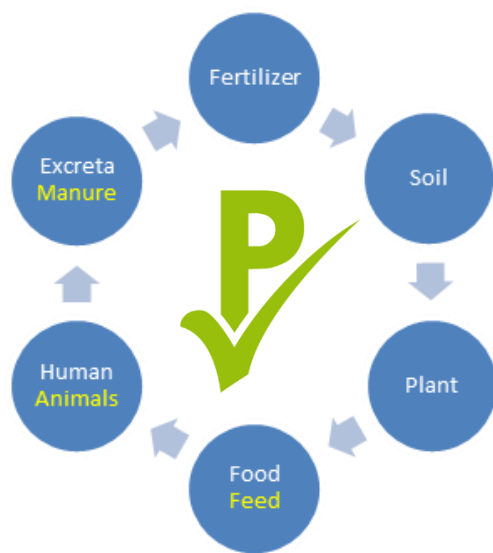 Fertilizer
Soil
Plant
Food
Feed
Human
Animals
Excreta
Manure
P